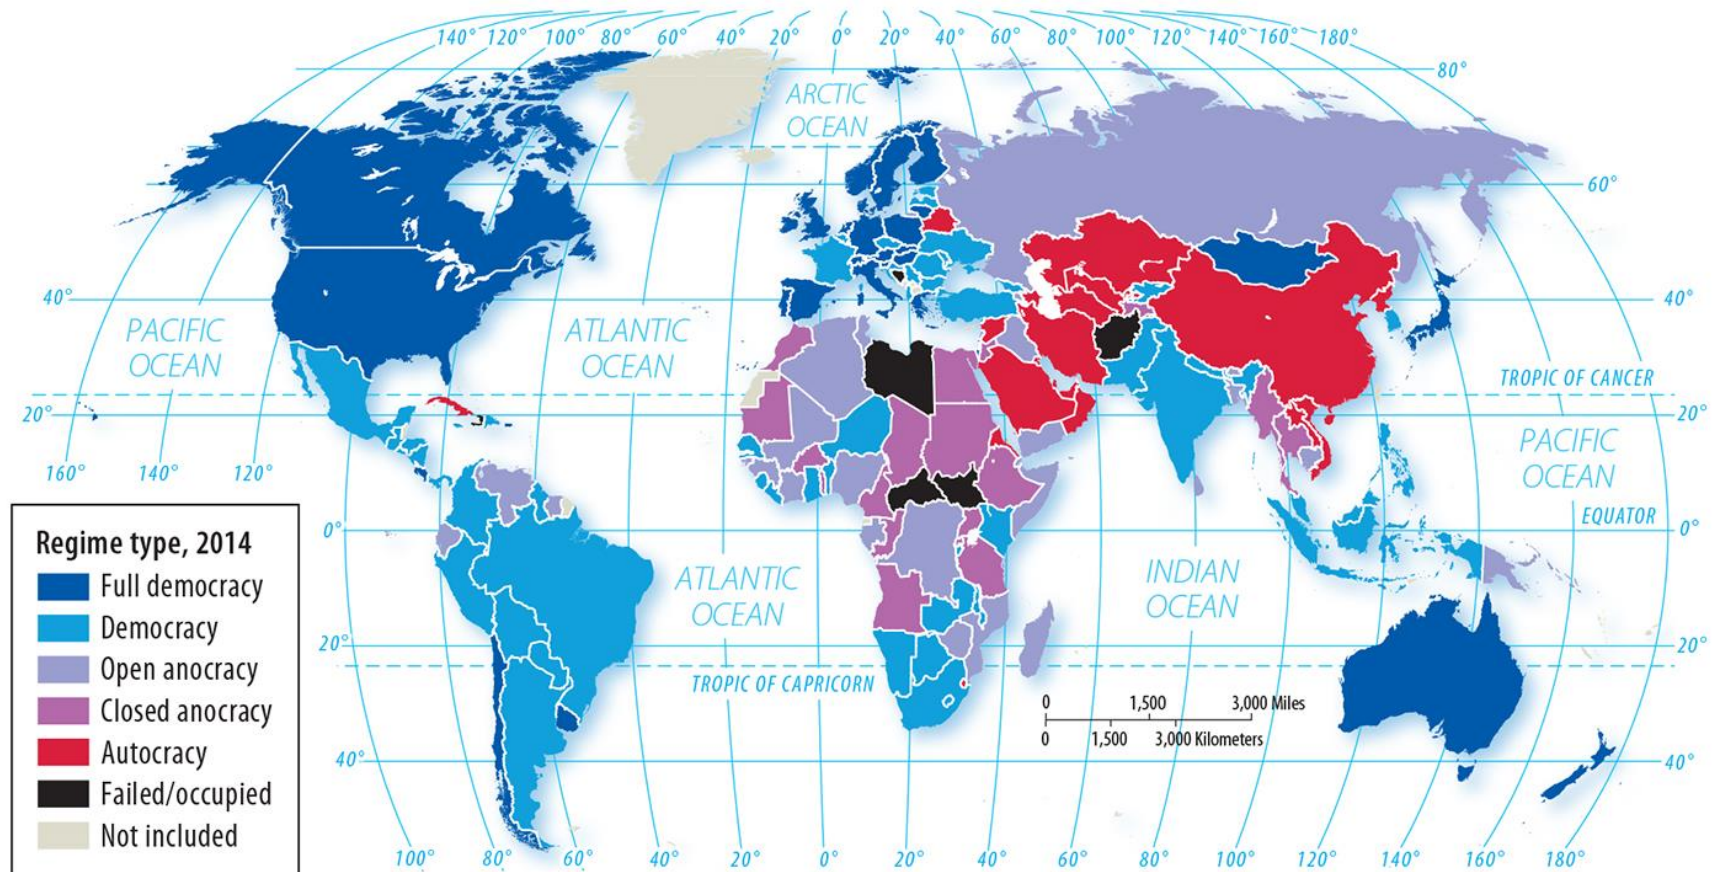 140° 120° 100° 80° 60° 40° 20° 0° 20° 40° 60° 80° 100° 120° 140° 160° 180°
80°
ARCTIC
OCEAN
60°
40°
40°
PACIFIC
OCEAN
ATLANTIC
OCEAN
TROPIC OF CANCER
20°
20°
PACIFIC
OCEAN
160° 140° 120°
EQUATOR
0°
0°
ATLANTIC
OCEAN
INDIAN
OCEAN
20°
20°
TROPIC OF CAPRICORN
0 1,500 3,000 Miles
0 1,500 3,000 Kilometers
40°
40°
Regime type, 2014
Full democracy
Democracy
Open anocracy
Closed anocracy
Autocracy
Failed/occupied
Not included
100° 80° 60° 40° 20° 0° 20° 40° 60° 80° 100° 120° 140° 160° 180°